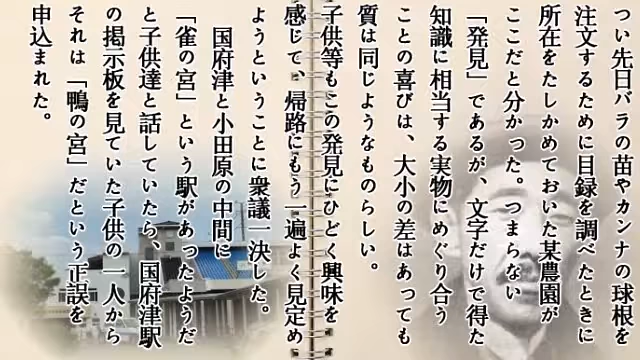 つい先日バラの苗やカンナの球根を
注文するために目録を調べたときに
所在をたしかめておいた某農園が
ここだと分かった。つまらない
「発見」であるが、文字だけで得た
知識に相当する実物にめぐり合う
ことの喜びは、大小の差はあっても
質は同じようなものらしい。
子供等もこの発見にひどく興味を
感じて、帰路にもう一遍よく見定め
ようということに衆議一決した。
国府津と小田原の中間に
「雀の宮」という駅があったようだ
と子供達と話していたら、国府津駅
の掲示板を見ていた子供の一人から
それは「鴨の宮」だという正誤を
申込まれた。